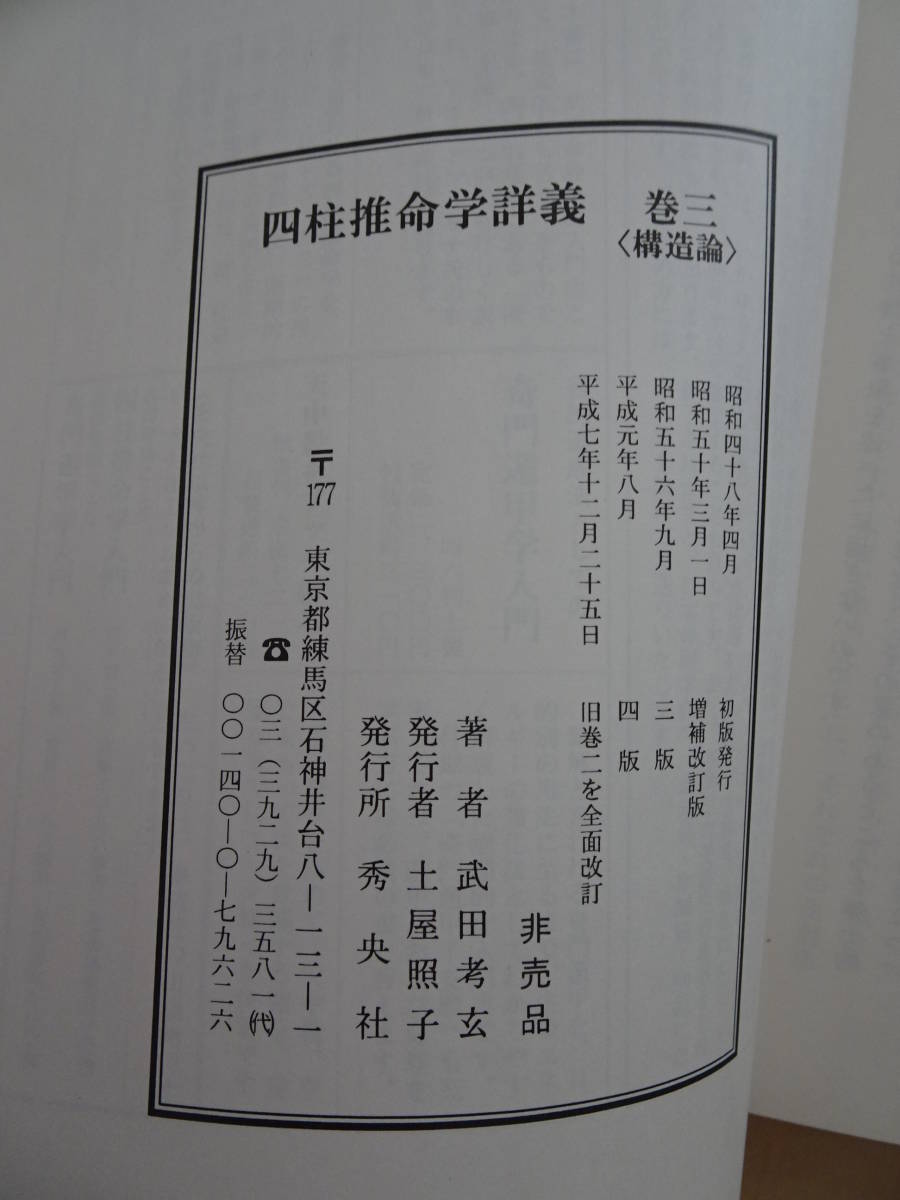 四柱推命学詳義 巻三
〈構造論〉
昭和四十八年四月 初版発行
昭和五十年三月一日 増補改訂版
昭和五十六年九月 三版
平成元年八月 四版
平成七年十二月二十五日 旧巻二を全面改訂
非売品
著者 武田考玄
発行者 土屋照子
発行所 秀央社
〒177 東京都練馬区石神井台八―一三―一
☎ 〇三(三九二九)三五八一(代)
振替 〇〇一四〇―〇―七九六二六